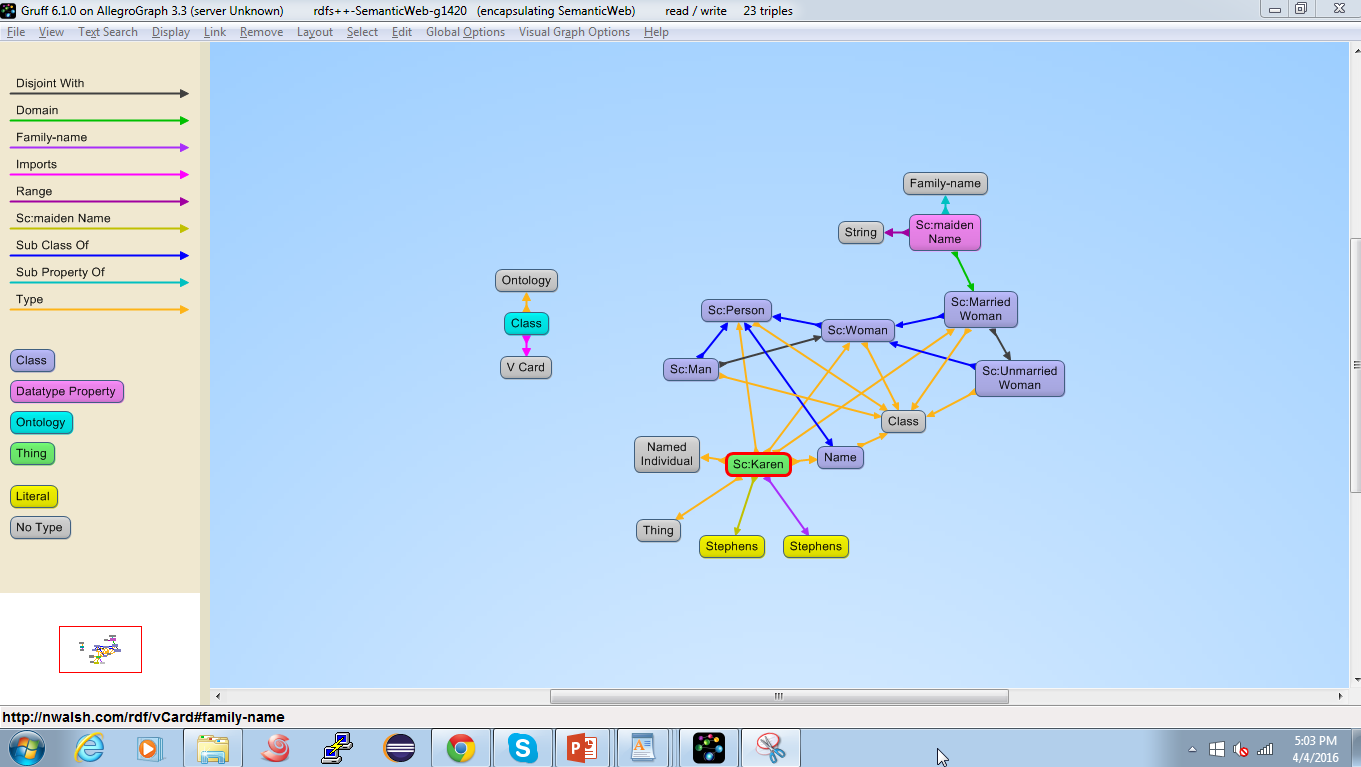 Gruff 6.1.0 on AllegroGraph 3.3 (server Unknown) rdfs++-SemanticWeb-g1420 (encapsulating SemanticWeb) read / write 23 triples
File View Text Search Display Link Remove Layout Select Edit Global Options Visual Graph Options Help
Disjoint With
Domain
Family-name
Imports
Range
Sc:maiden Name
Sub Class Of
Sub Property Of
Type
Class
Datatype Property
Ontology
Thing
Literal
No Type
Family-name
String
Sc:maiden
Name
Ontology
Class
V Card
Sc:Person
Sc:Woman
Sc:Married
Woman
Sc:Man
Sc:Unmarried
Woman
Class
Named
Individual
Sc:Karen
Name
Thing
Stephens
Stephens
http://nwalsh.com/rdf/vCard#family-name
5:03 PM
4/4/2016